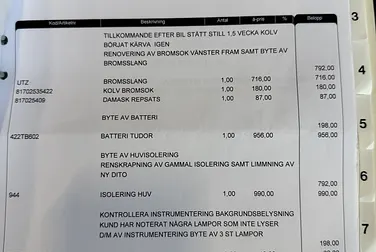 Kod/Artikelnr Beskrivning Antal á-pris % Belopp
TILLKOMMANDE EFTER BIL STÅTT STILL 1,5 VECKA KOLV
BÖRJAT KÄRVA IGEN
RENOVERING AV BROMSOK VÄNSTER FRAM SAMT BYTE AV
BROMSSLANG
792,00
LITZ BROMSSLANG 1,00 716,00 716,00
81702535422 KOLV BROMSOK 1,00 180,00 180,00
817025409 DAMASK REPSATS 1,00 87,00 87,00
BYTE AV BATTERI
198,00
422TB602 BATTERI TUDOR 1,00 956,00 956,00
BYTE AV HUVISOLERING
RENSKRAPNING AV GAMMAL ISOLERING SAMT LIMMNING AV
NY DITO
792,00
944 ISOLERING HUV 1,00 990,00 990,00
KONTROLLERA INSTRUMENTERING BAKGRUNDSBELYSNING
KUND HAR NOTERAT NÅGRA LAMPOR SOM INTE LYSER
D/M AV INSTRUMENTERING BYTE AV 3 ST LAMPOR
198,00
3
4
5
6
7